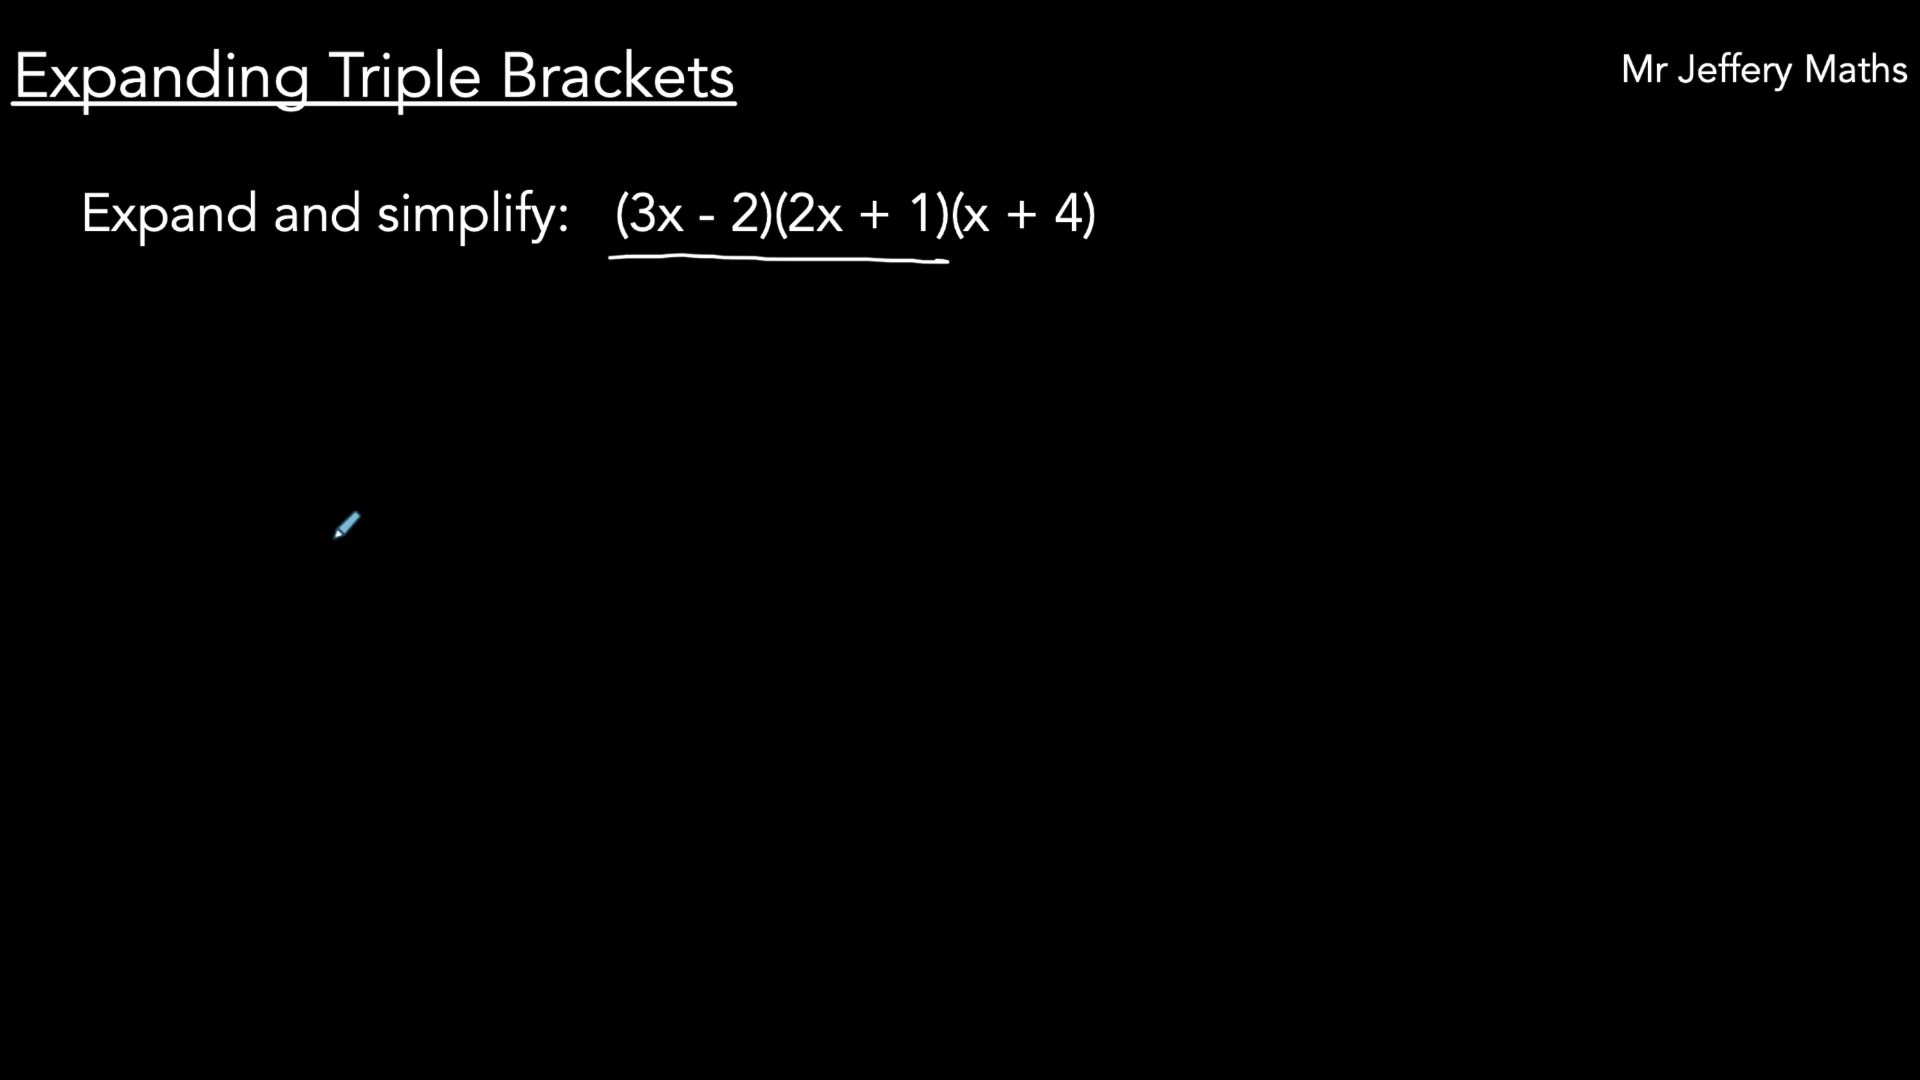 Expanding Triple Brackets
Mr Jeffery Maths
Expand and simplify: (3x - 2)(2x + 1)(x + 4)